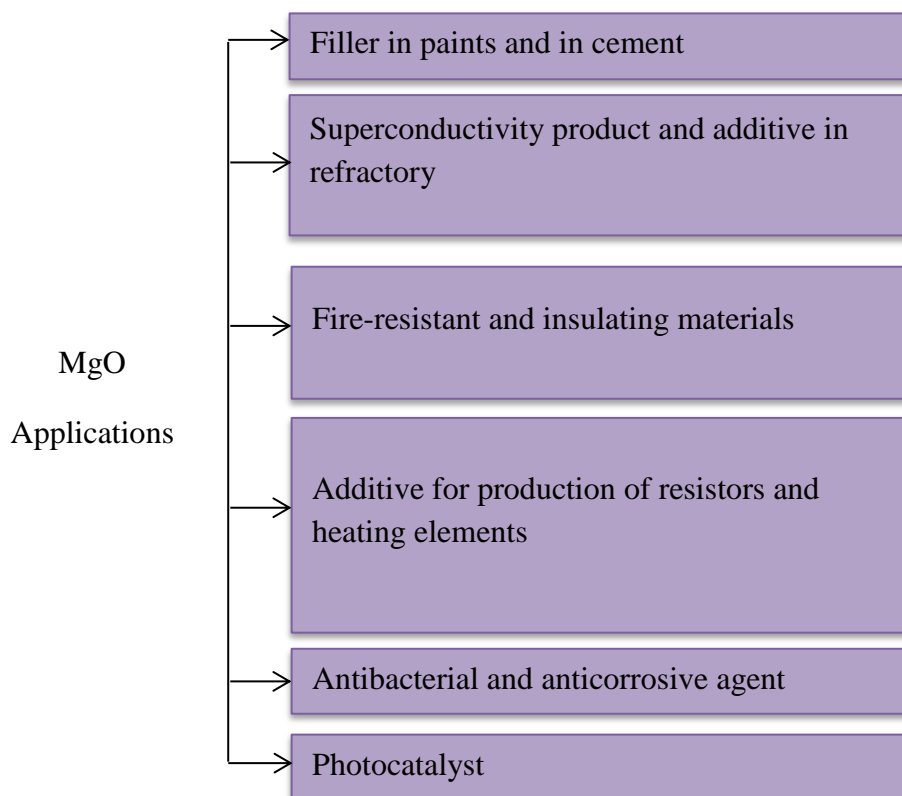 MgO
Applications
Filler in paints and in cement
Superconductivity product and additive in
refractory
Fire-resistant and insulating materials
Additive for production of resistors and
heating elements
Antibacterial and anticorrosive agent
Photocatalyst